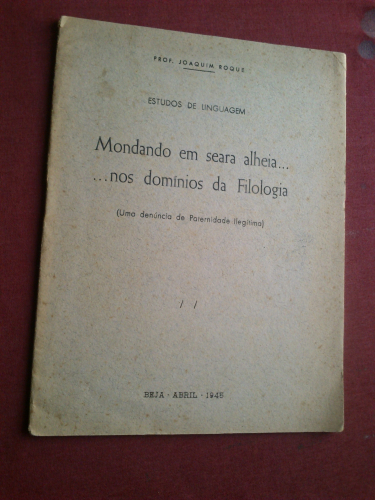 PROF. JOAQUIM ROQUE
ESTUDOS DE LINGUAGEM
Mondando em seara alheia...
...nos domínios da Filologia
(Uma denúncia de Paternidade Ilegítima)
/ /
BEJA - ABRIL - 1945